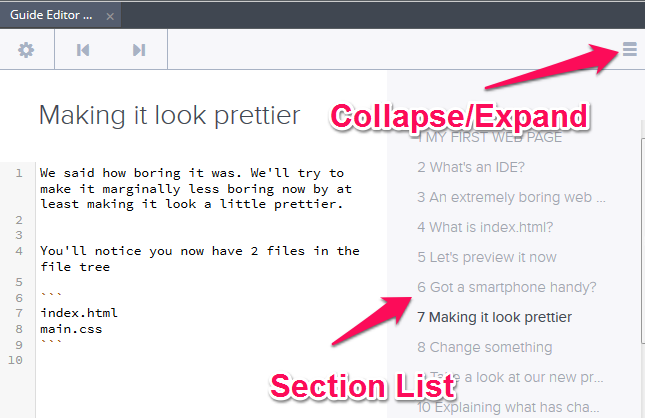 Guide Editor ... ×
Making it look prettier
Collapse/Expand
1 We said how boring it was. We'll try to
make it marginally less boring now by at
least making it look a little prettier.
2
3
4 You'll notice you now have 2 files in the
file tree
5
6 ```
7 index.html
8 main.css
9 ```
10
1 MY FIRST WEB PAGE
2 What's an IDE?
3 An extremely boring web ...
4 What is index.html?
5 Let's preview it now
6 Got a smartphone handy?
7 Making it look prettier
8 Change something
Section List
9 Take a look at our new pr...
10 Explaining what has cha...